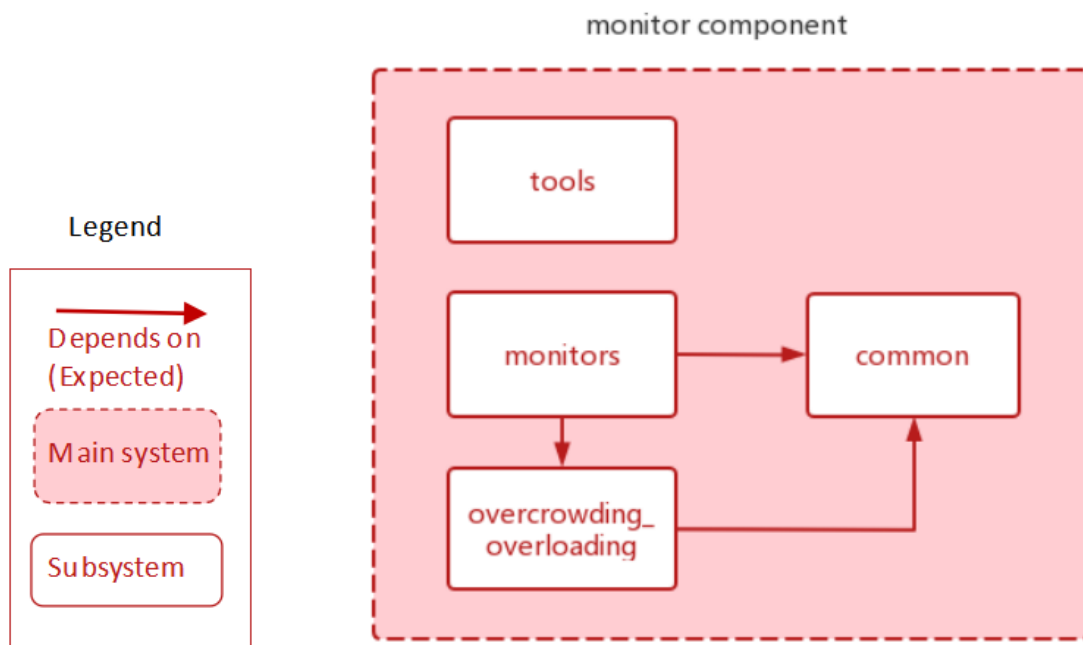 monitor component
tools
monitors
common
overcrowding_
overloading
Legend
Depends on
(Expected)
Main system
Subsystem